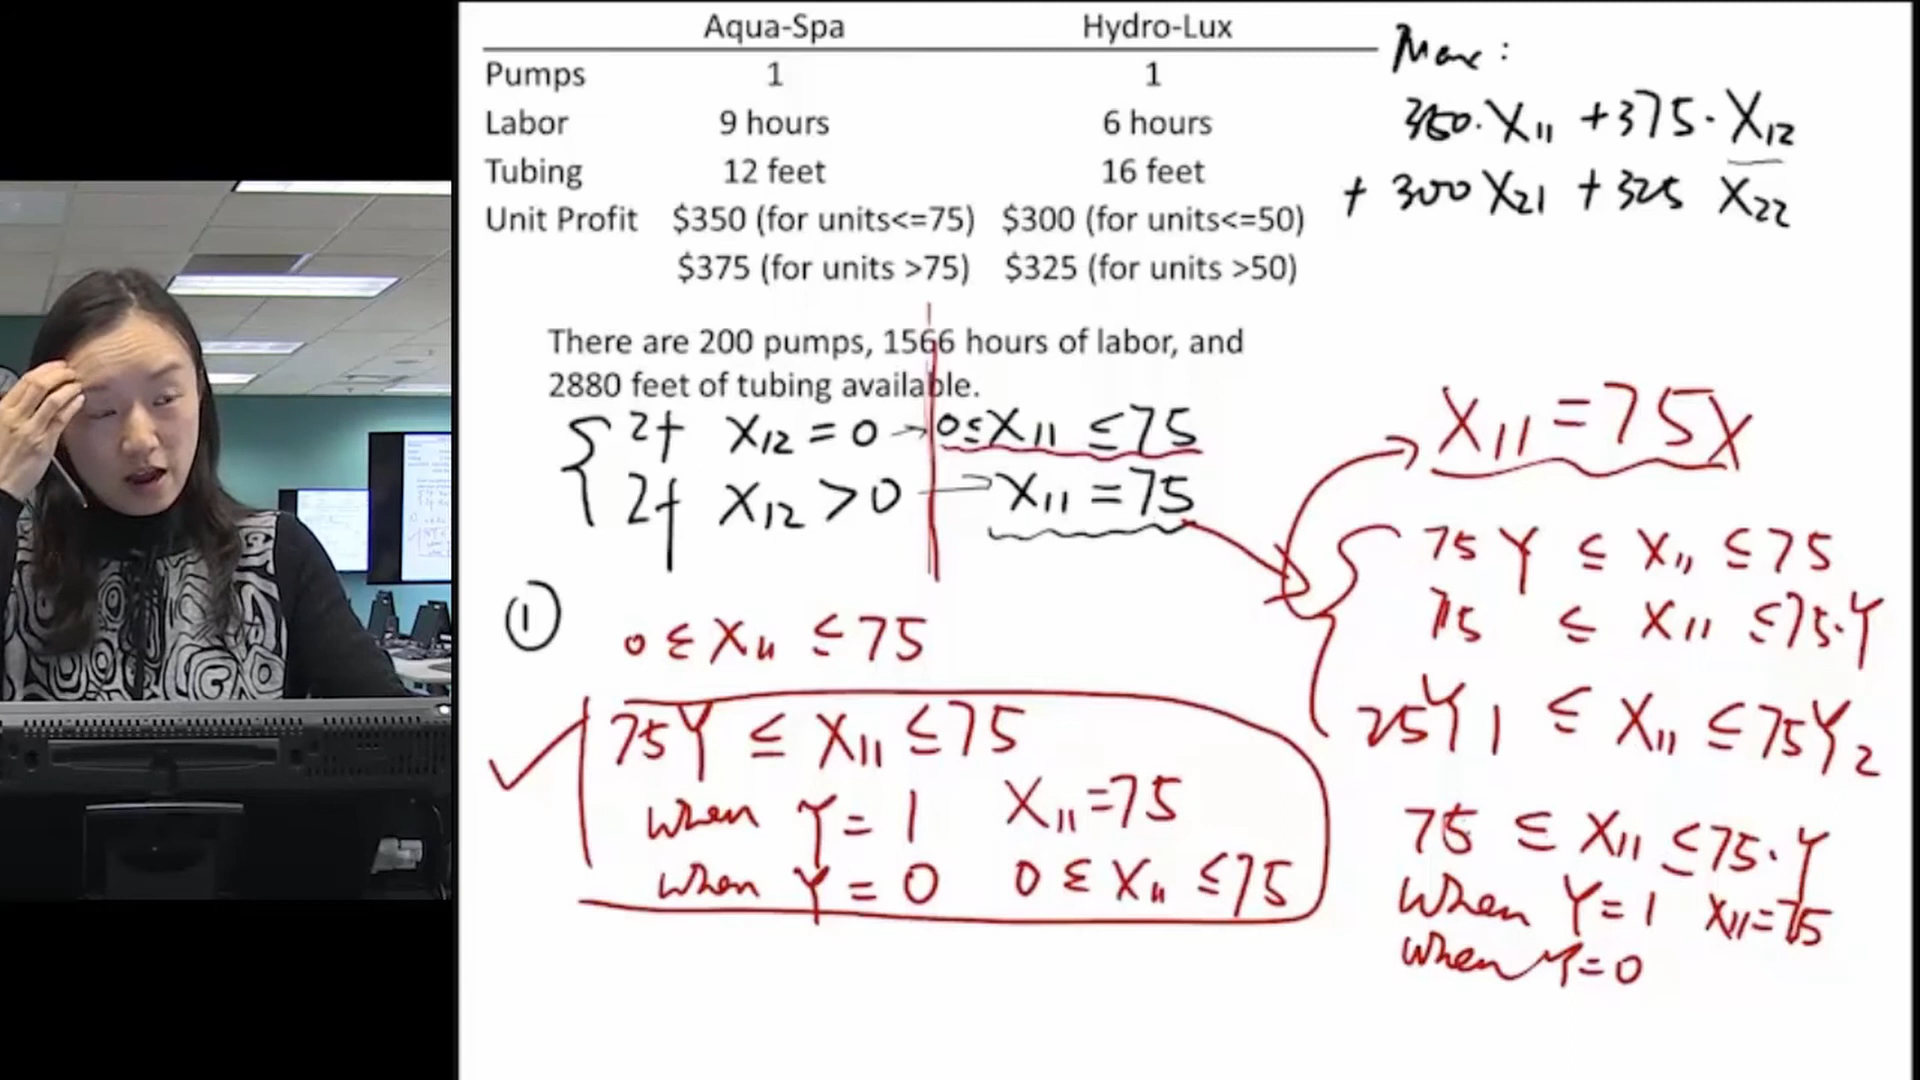 Aqua-Spa Hydro-Lux
Pumps 1 1
Labor 9 hours 6 hours
Tubing 12 feet 16 feet
Unit Profit $350 (for units<=75) $300 (for units<=50)
$375 (for units >75) $325 (for units >50)
There are 200 pumps, 1566 hours of labor, and
2880 feet of tubing available.
Max:
350·X11 +375·X12
+ 300 X21 +325 X22
If X12 = 0 → 0≤X11 ≤75
If X12 > 0 → X11 =75
① 0 ≤ X11 ≤75
75Y ≤ X11 ≤75
when Y= 1 X11=75
when Y= 0 0 ≤ X11 ≤75
X11=75X
75 Y ≤ X11 ≤75
75 ≤ X11 ≤75·Y
75Y1 ≤ X11 ≤75Y2
75 ≤ X11 ≤75·Y
When Y= 1 X11=75
When Y=0